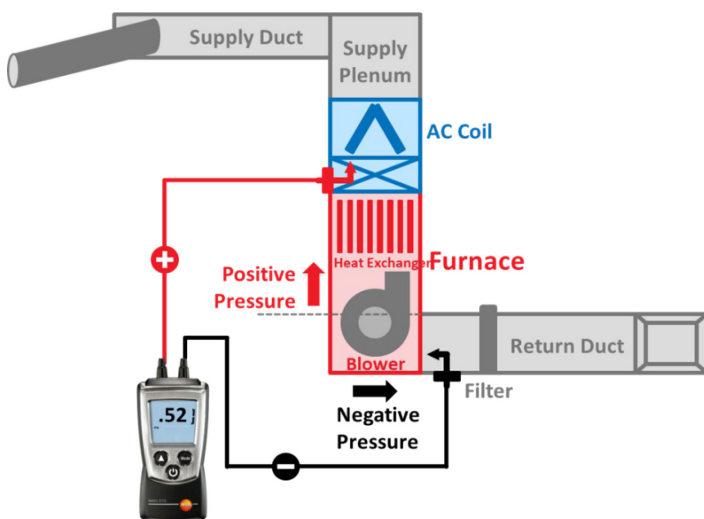 Supply Duct
Supply
Plenum
AC Coil
Heat Exchanger
Furnace
Positive
Pressure
Blower
Return Duct
Filter
Negative
Pressure
.52